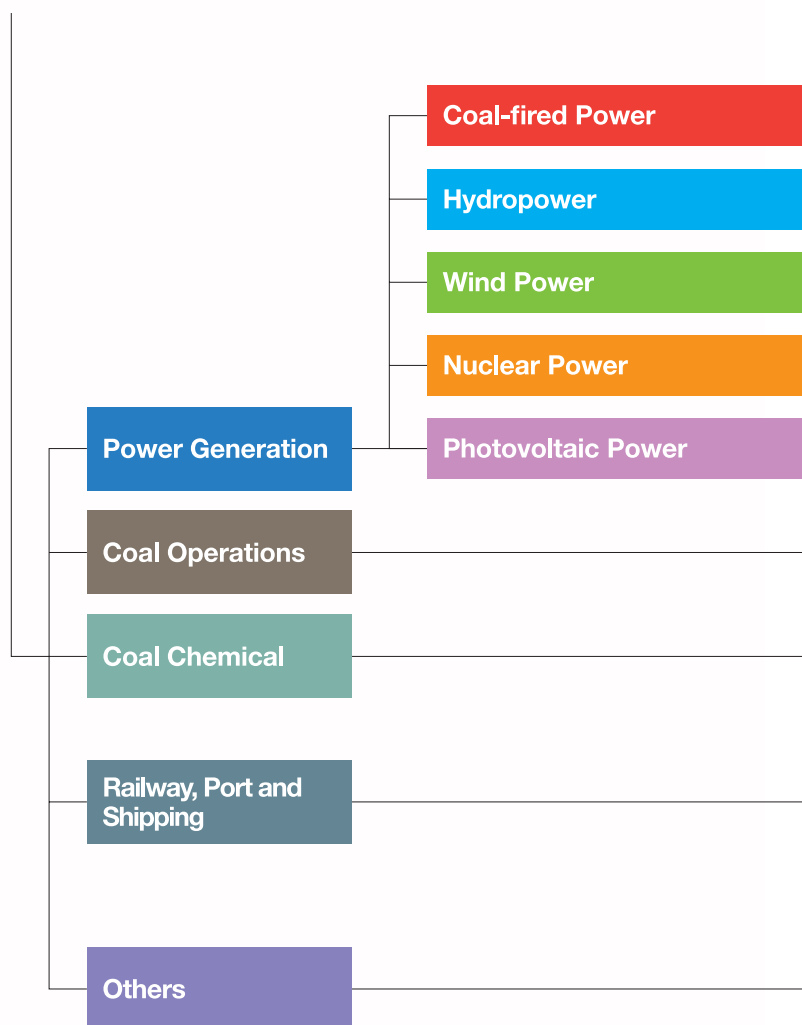 Coal-fired Power
Hydropower
Wind Power
Nuclear Power
Power Generation
Photovoltaic Power
Coal Operations
Coal Chemical
Railway, Port and
Shipping
Others